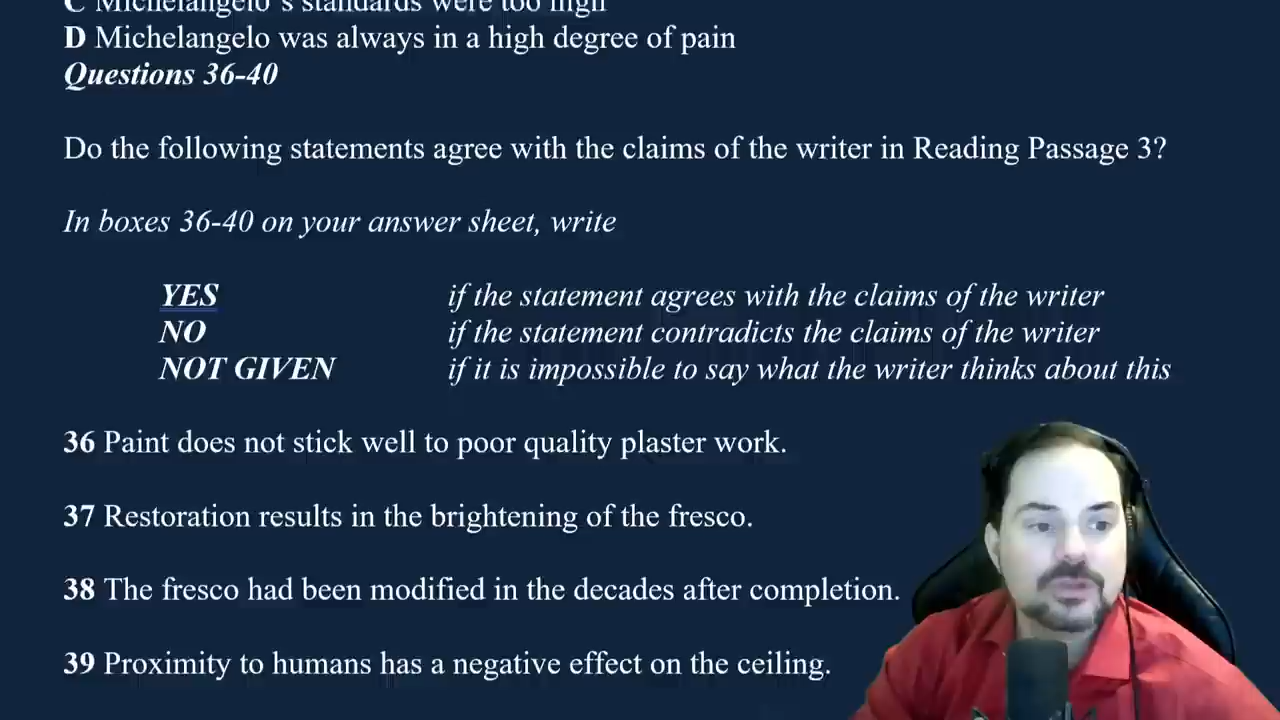 C Michelangelo's standards were too high
D Michelangelo was always in a high degree of pain
Questions 36-40
Do the following statements agree with the claims of the writer in Reading Passage 3?
In boxes 36-40 on your answer sheet, write
YES if the statement agrees with the claims of the writer
NO if the statement contradicts the claims of the writer
NOT GIVEN if it is impossible to say what the writer thinks about this
36 Paint does not stick well to poor quality plaster work.
37 Restoration results in the brightening of the fresco.
38 The fresco had been modified in the decades after completion.
39 Proximity to humans has a negative effect on the ceiling.